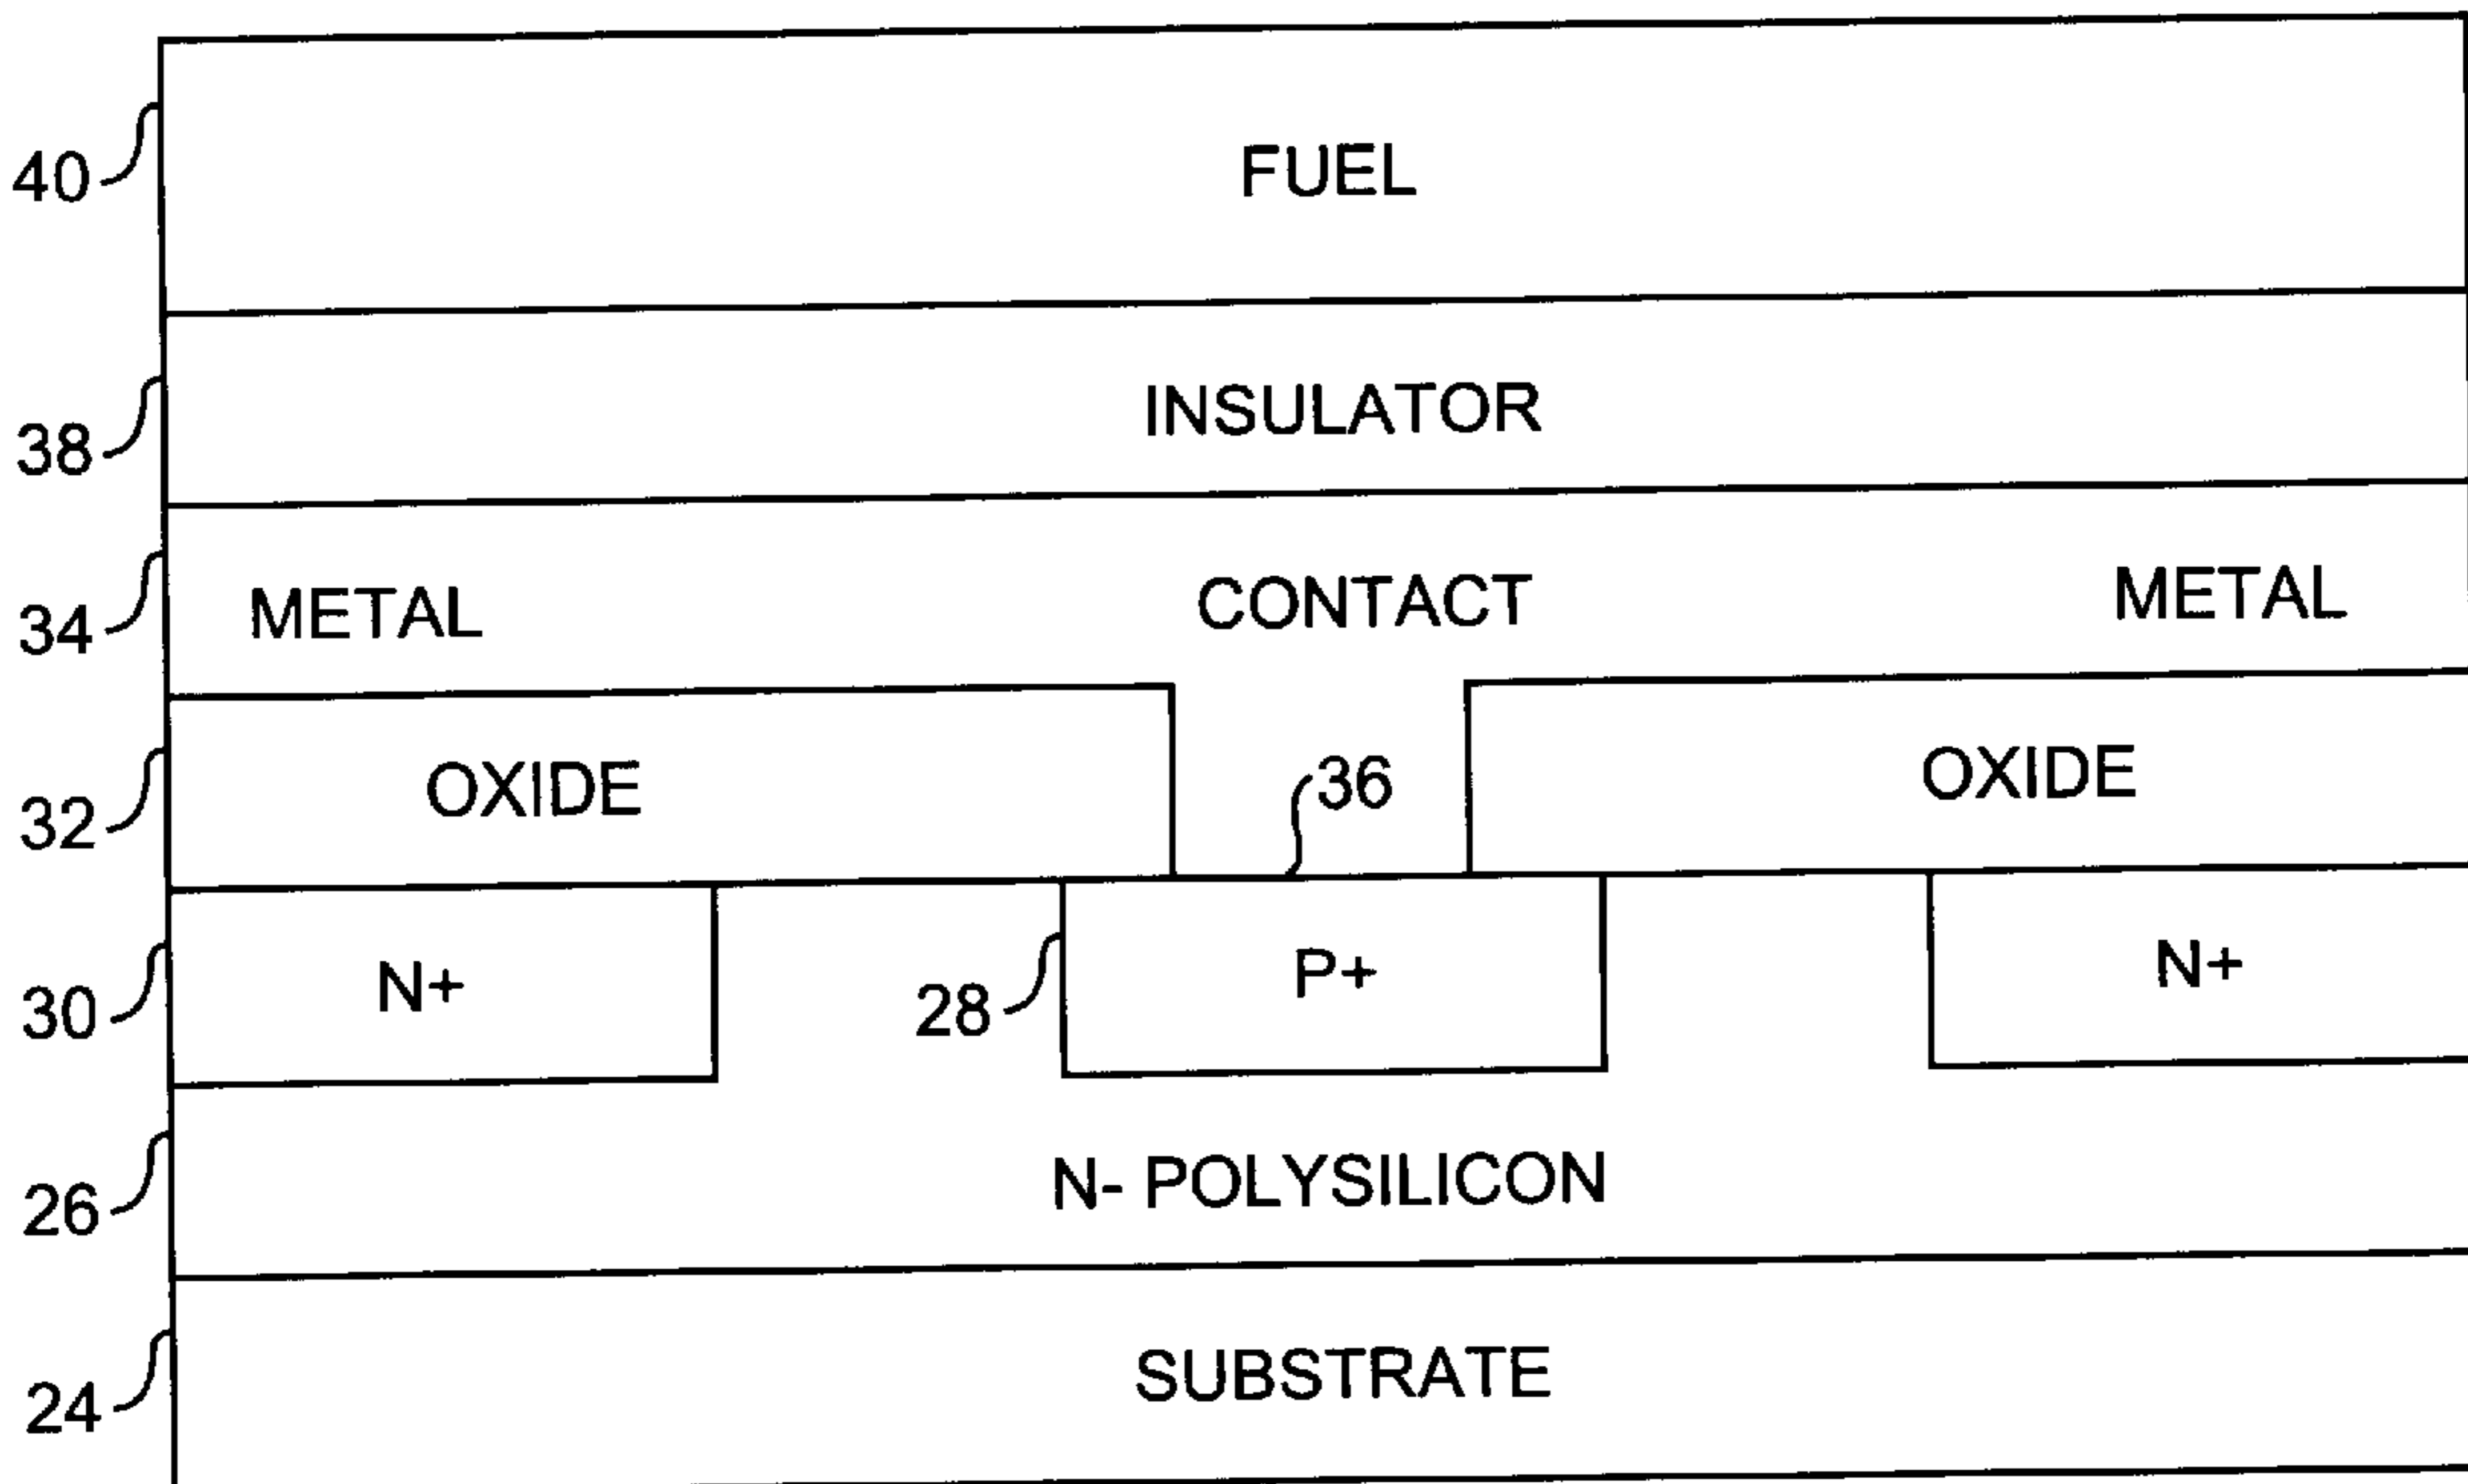 FUEL
40
INSULATOR
38
METAL CONTACT METAL
34
OXIDE 36 OXIDE
32
N+ P+ N+
30 28
N- POLYSILICON
26
SUBSTRATE
24